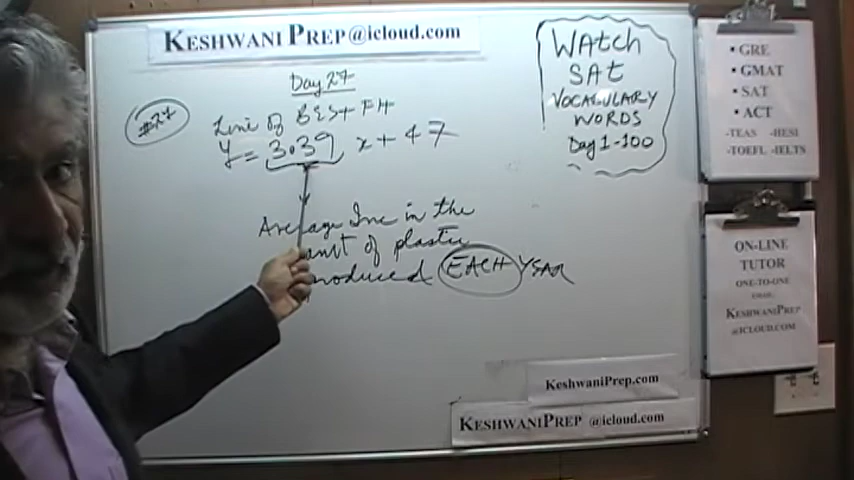 KESHWANI PREP@icloud.com
Day 27
#27
Line of BEST Fit
Y = 3.39 x + 47
Average Inc in the
amt of plastic
produced EACH YEAR
WAtch
SAt
VOCABULARY
WORDS
Day 1-100
• GRE
• GMAT
• SAT
• ACT
-TEAS -HESI
-TOEFL -IELTS
ON-LINE
TUTOR
ONE-TO-ONE
KESHWANIPREP
@ICLOUD.COM
KeshwaniPrep.com
KESHWANIPREP @icloud.com